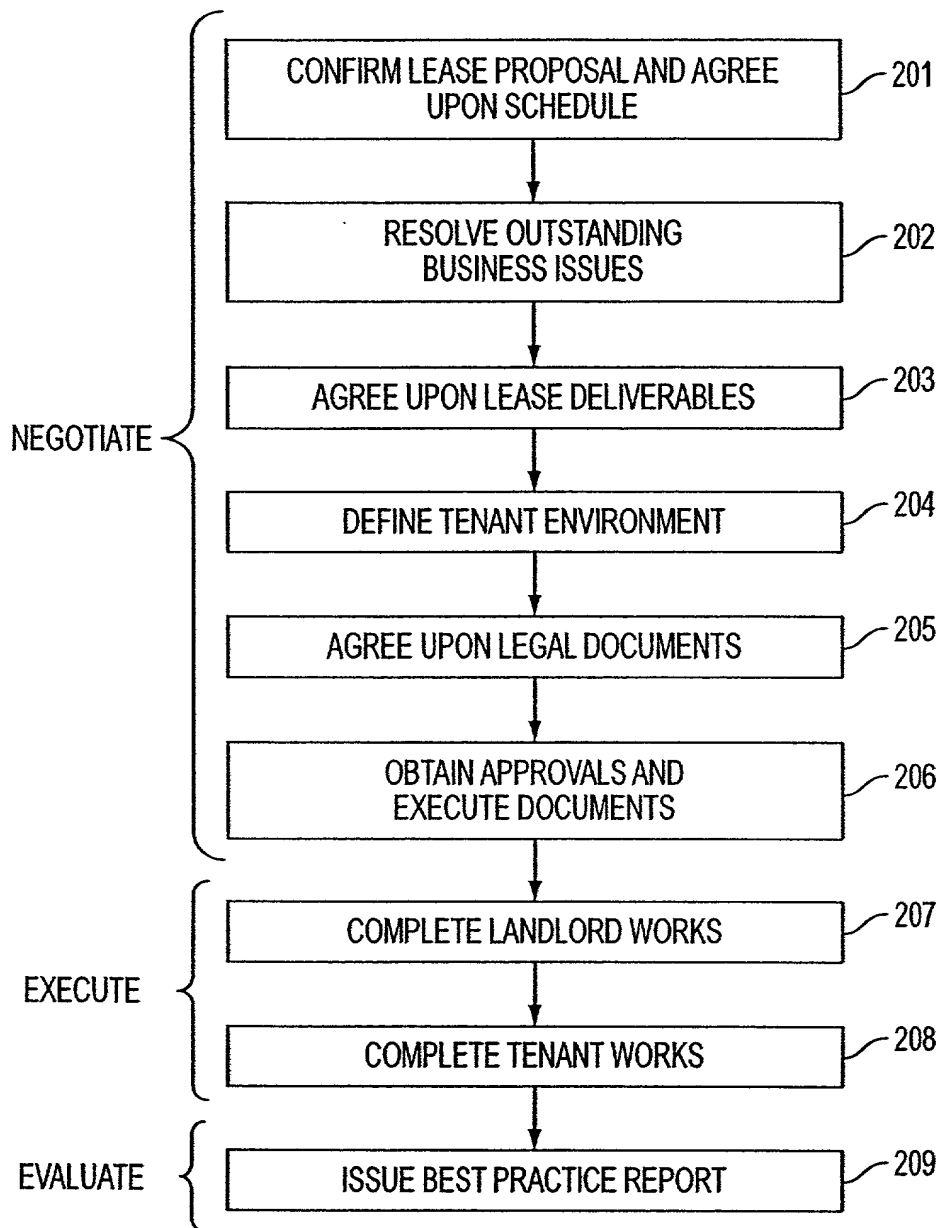 CONFIRM LEASE PROPOSAL AND AGREE
UPON SCHEDULE
201
RESOLVE OUTSTANDING
BUSINESS ISSUES
202
AGREE UPON LEASE DELIVERABLES
203
NEGOTIATE
DEFINE TENANT ENVIRONMENT
204
AGREE UPON LEGAL DOCUMENTS
205
OBTAIN APPROVALS AND
EXECUTE DOCUMENTS
206
COMPLETE LANDLORD WORKS
207
EXECUTE
COMPLETE TENANT WORKS
208
EVALUATE
ISSUE BEST PRACTICE REPORT
209